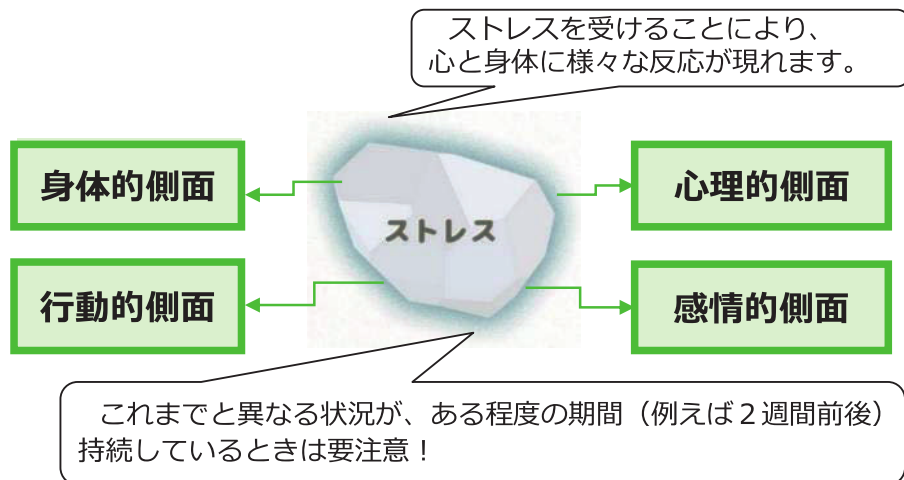 ストレスを受けることにより、
心と身体に様々な反応が現れます。
身体的側面
心理的側面
ストレス
行動的側面
感情的側面
これまでと異なる状況が、ある程度の期間（例えば２週間前後）
持続しているときは要注意！